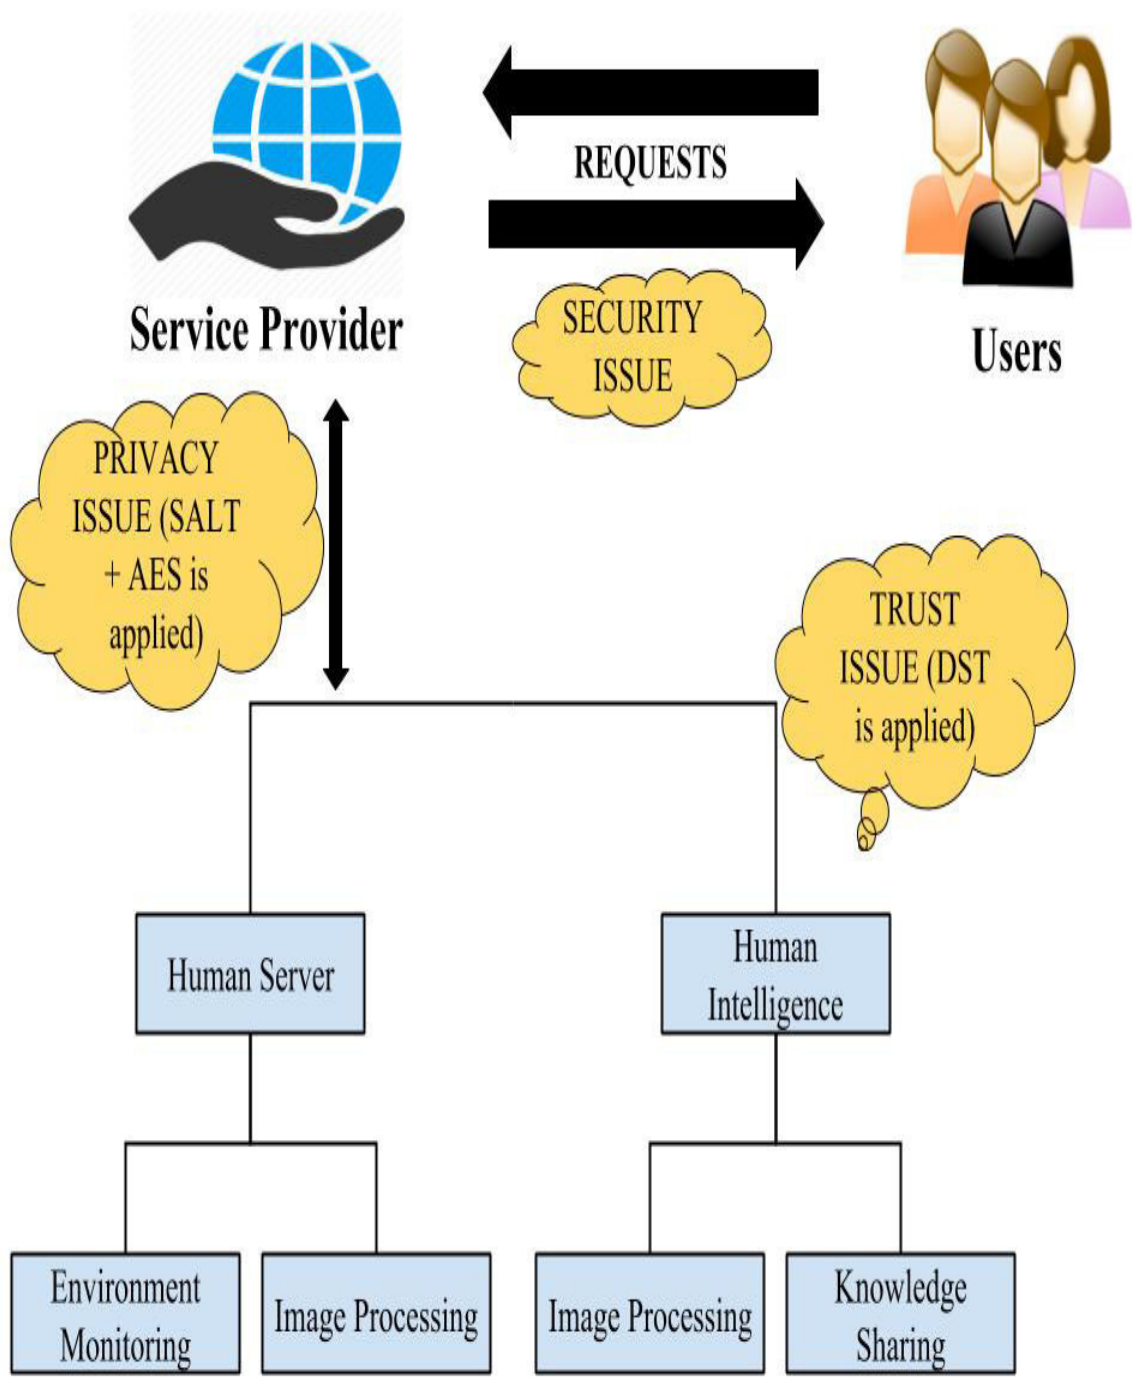 REQUESTS
Service Provider
SECURITY
ISSUE
Users
PRIVACY
ISSUE (SALT
+ AES is
applied)
TRUST
ISSUE (DST
is applied)
Human Server
Human
Intelligence
Environment
Monitoring
Image Processing
Image Processing
Knowledge
Sharing